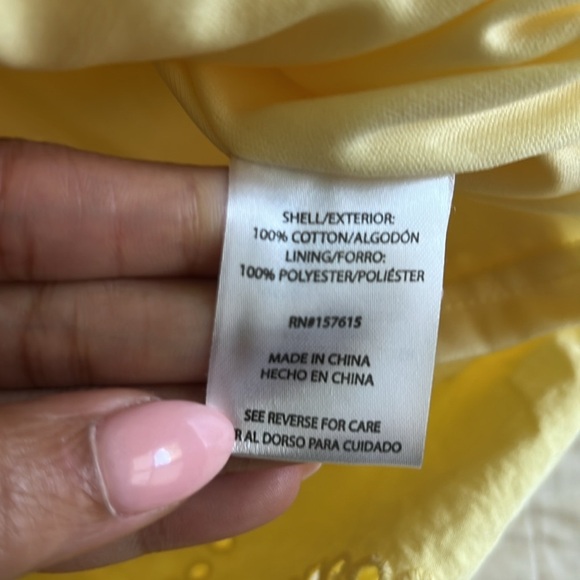 SHELL/EXTERIOR:
100% COTTON/ALGODÓN
LINING/FORRO:
100% POLYESTER/POLIÉSTER
RN#157615
MADE IN CHINA
HECHO EN CHINA
SEE REVERSE FOR CARE
R AL DORSO PARA CUIDADO